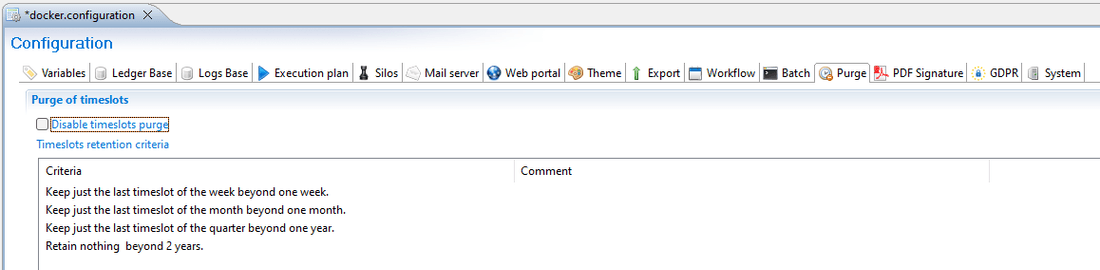 *docker.configuration
Configuration
Variables Ledger Base Logs Base Execution plan Silos Mail server Web portal Theme Export Workflow Batch Purge PDF Signature GDPR System
Purge of timeslots
Disable timeslots purge
Timeslots retention criteria
Criteria Comment
Keep just the last timeslot of the week beyond one week.
Keep just the last timeslot of the month beyond one month.
Keep just the last timeslot of the quarter beyond one year.
Retain nothing  beyond 2 years.